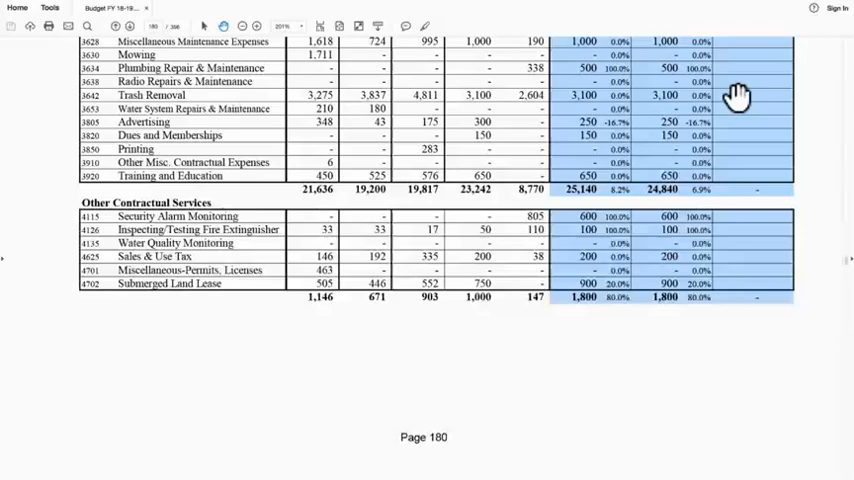 Home Tools Budget FY 18-19... × Sign In
180 / 396 201%
3628 Miscellaneous Maintenance Expenses 1,618 724 995 1,000 190 1,000 0.0% 1,000 0.0%
3630 Mowing 1,711 - - - - - 0.0% - 0.0%
3634 Plumbing Repair & Maintenance - - - - 338 500 100.0% 500 100.0%
3638 Radio Repairs & Maintenance - - - - - - 0.0% - 0.0%
3642 Trash Removal 3,275 3,837 4,811 3,100 2,604 3,100 0.0% 3,100 0.0%
3653 Water System Repairs & Maintenance 210 180 - - - - 0.0% - 0.0%
3805 Advertising 348 43 175 300 - 250 -16.7% 250 -16.7%
3820 Dues and Memberships - - - 150 - 150 0.0% 150 0.0%
3850 Printing - - 283 - - - 0.0% - 0.0%
3910 Other Misc. Contractual Expenses 6 - - - - - 0.0% - 0.0%
3920 Training and Education 450 525 576 650 - 650 0.0% 650 0.0%
21,636 19,200 19,817 23,242 8,770 25,140 8.2% 24,840 6.9% -
Other Contractual Services
4115 Security Alarm Monitoring - - - - 805 600 100.0% 600 100.0%
4126 Inspecting/Testing Fire Extinguisher 33 33 17 50 110 100 100.0% 100 100.0%
4135 Water Quality Monitoring - - - - - - 0.0% - 0.0%
4625 Sales & Use Tax 146 192 335 200 38 200 0.0% 200 0.0%
4701 Miscellaneous-Permits, Licenses 463 - - - - - 0.0% - 0.0%
4702 Submerged Land Lease 505 446 552 750 - 900 20.0% 900 20.0%
1,146 671 903 1,000 147 1,800 80.0% 1,800 80.0% -
Page 180